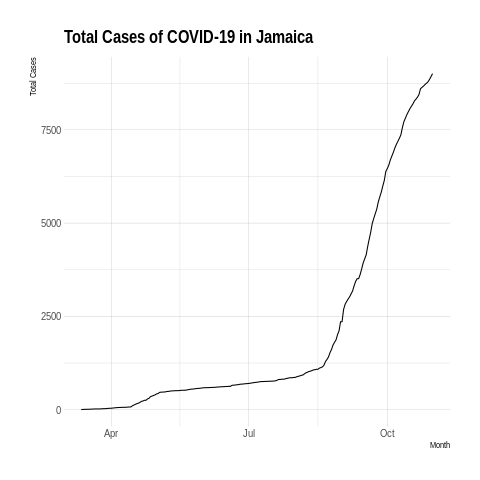 Total Cases of COVID-19 in Jamaica
Total Cases
7500
5000
2500
0
Apr
Jul
Oct
Month